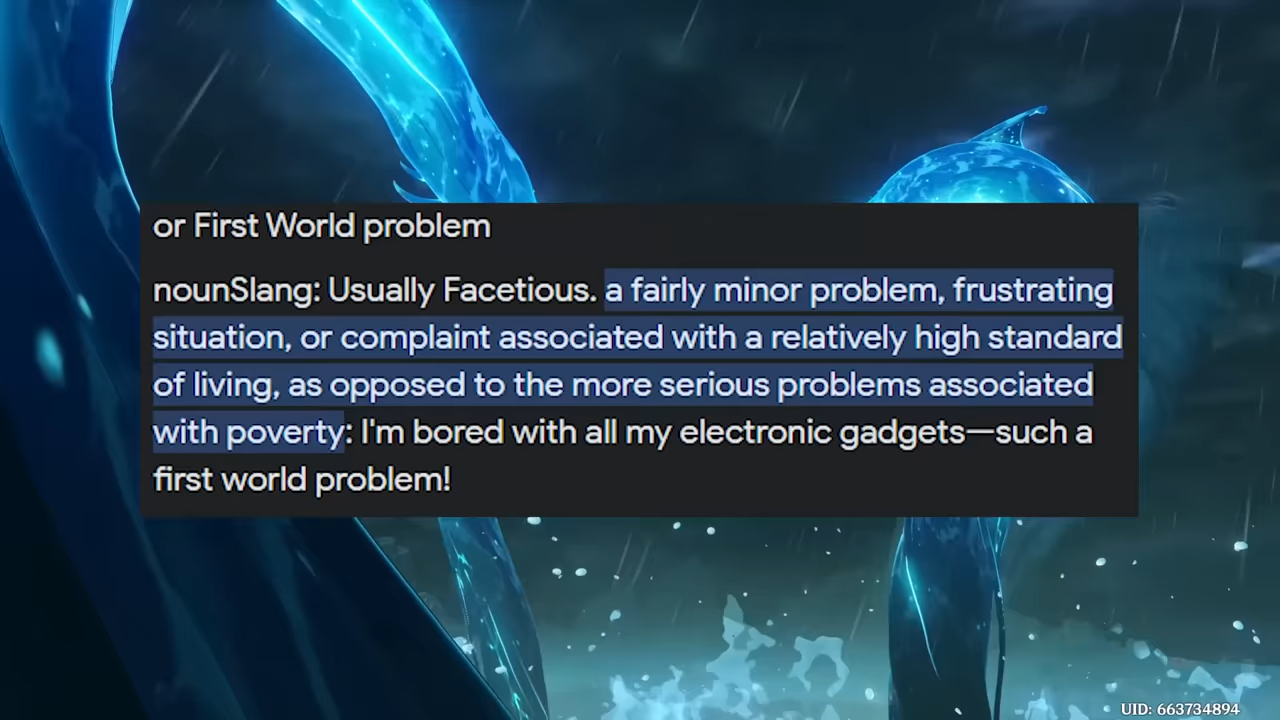 or First World problem
nounSlang: Usually Facetious. a fairly minor problem, frustrating
situation, or complaint associated with a relatively high standard
of living, as opposed to the more serious problems associated
with poverty: I'm bored with all my electronic gadgets—such a
first world problem!
UID: 663734894